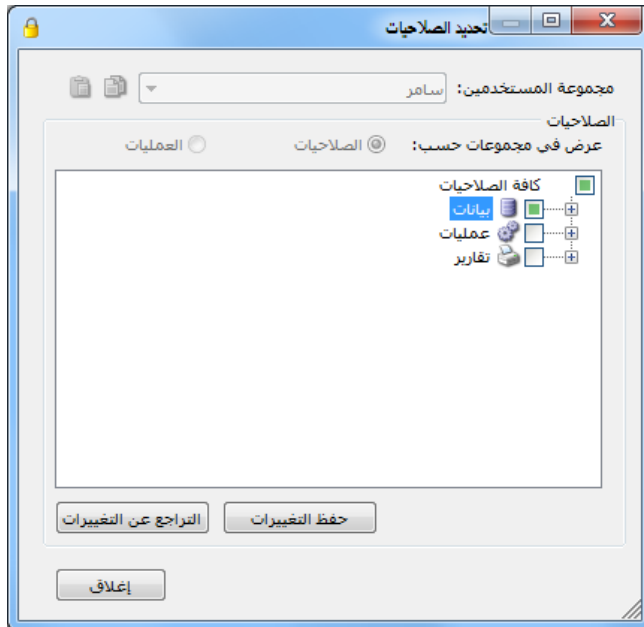 تحديد الصلاحيات
مجموعة المستخدمين: سامر
الصلاحيات
عرض في مجموعات حسب: الصلاحيات العمليات
كافة الصلاحيات
بيانات
عمليات
تقارير
حفظ التغييرات التراجع عن التغييرات
إغلاق